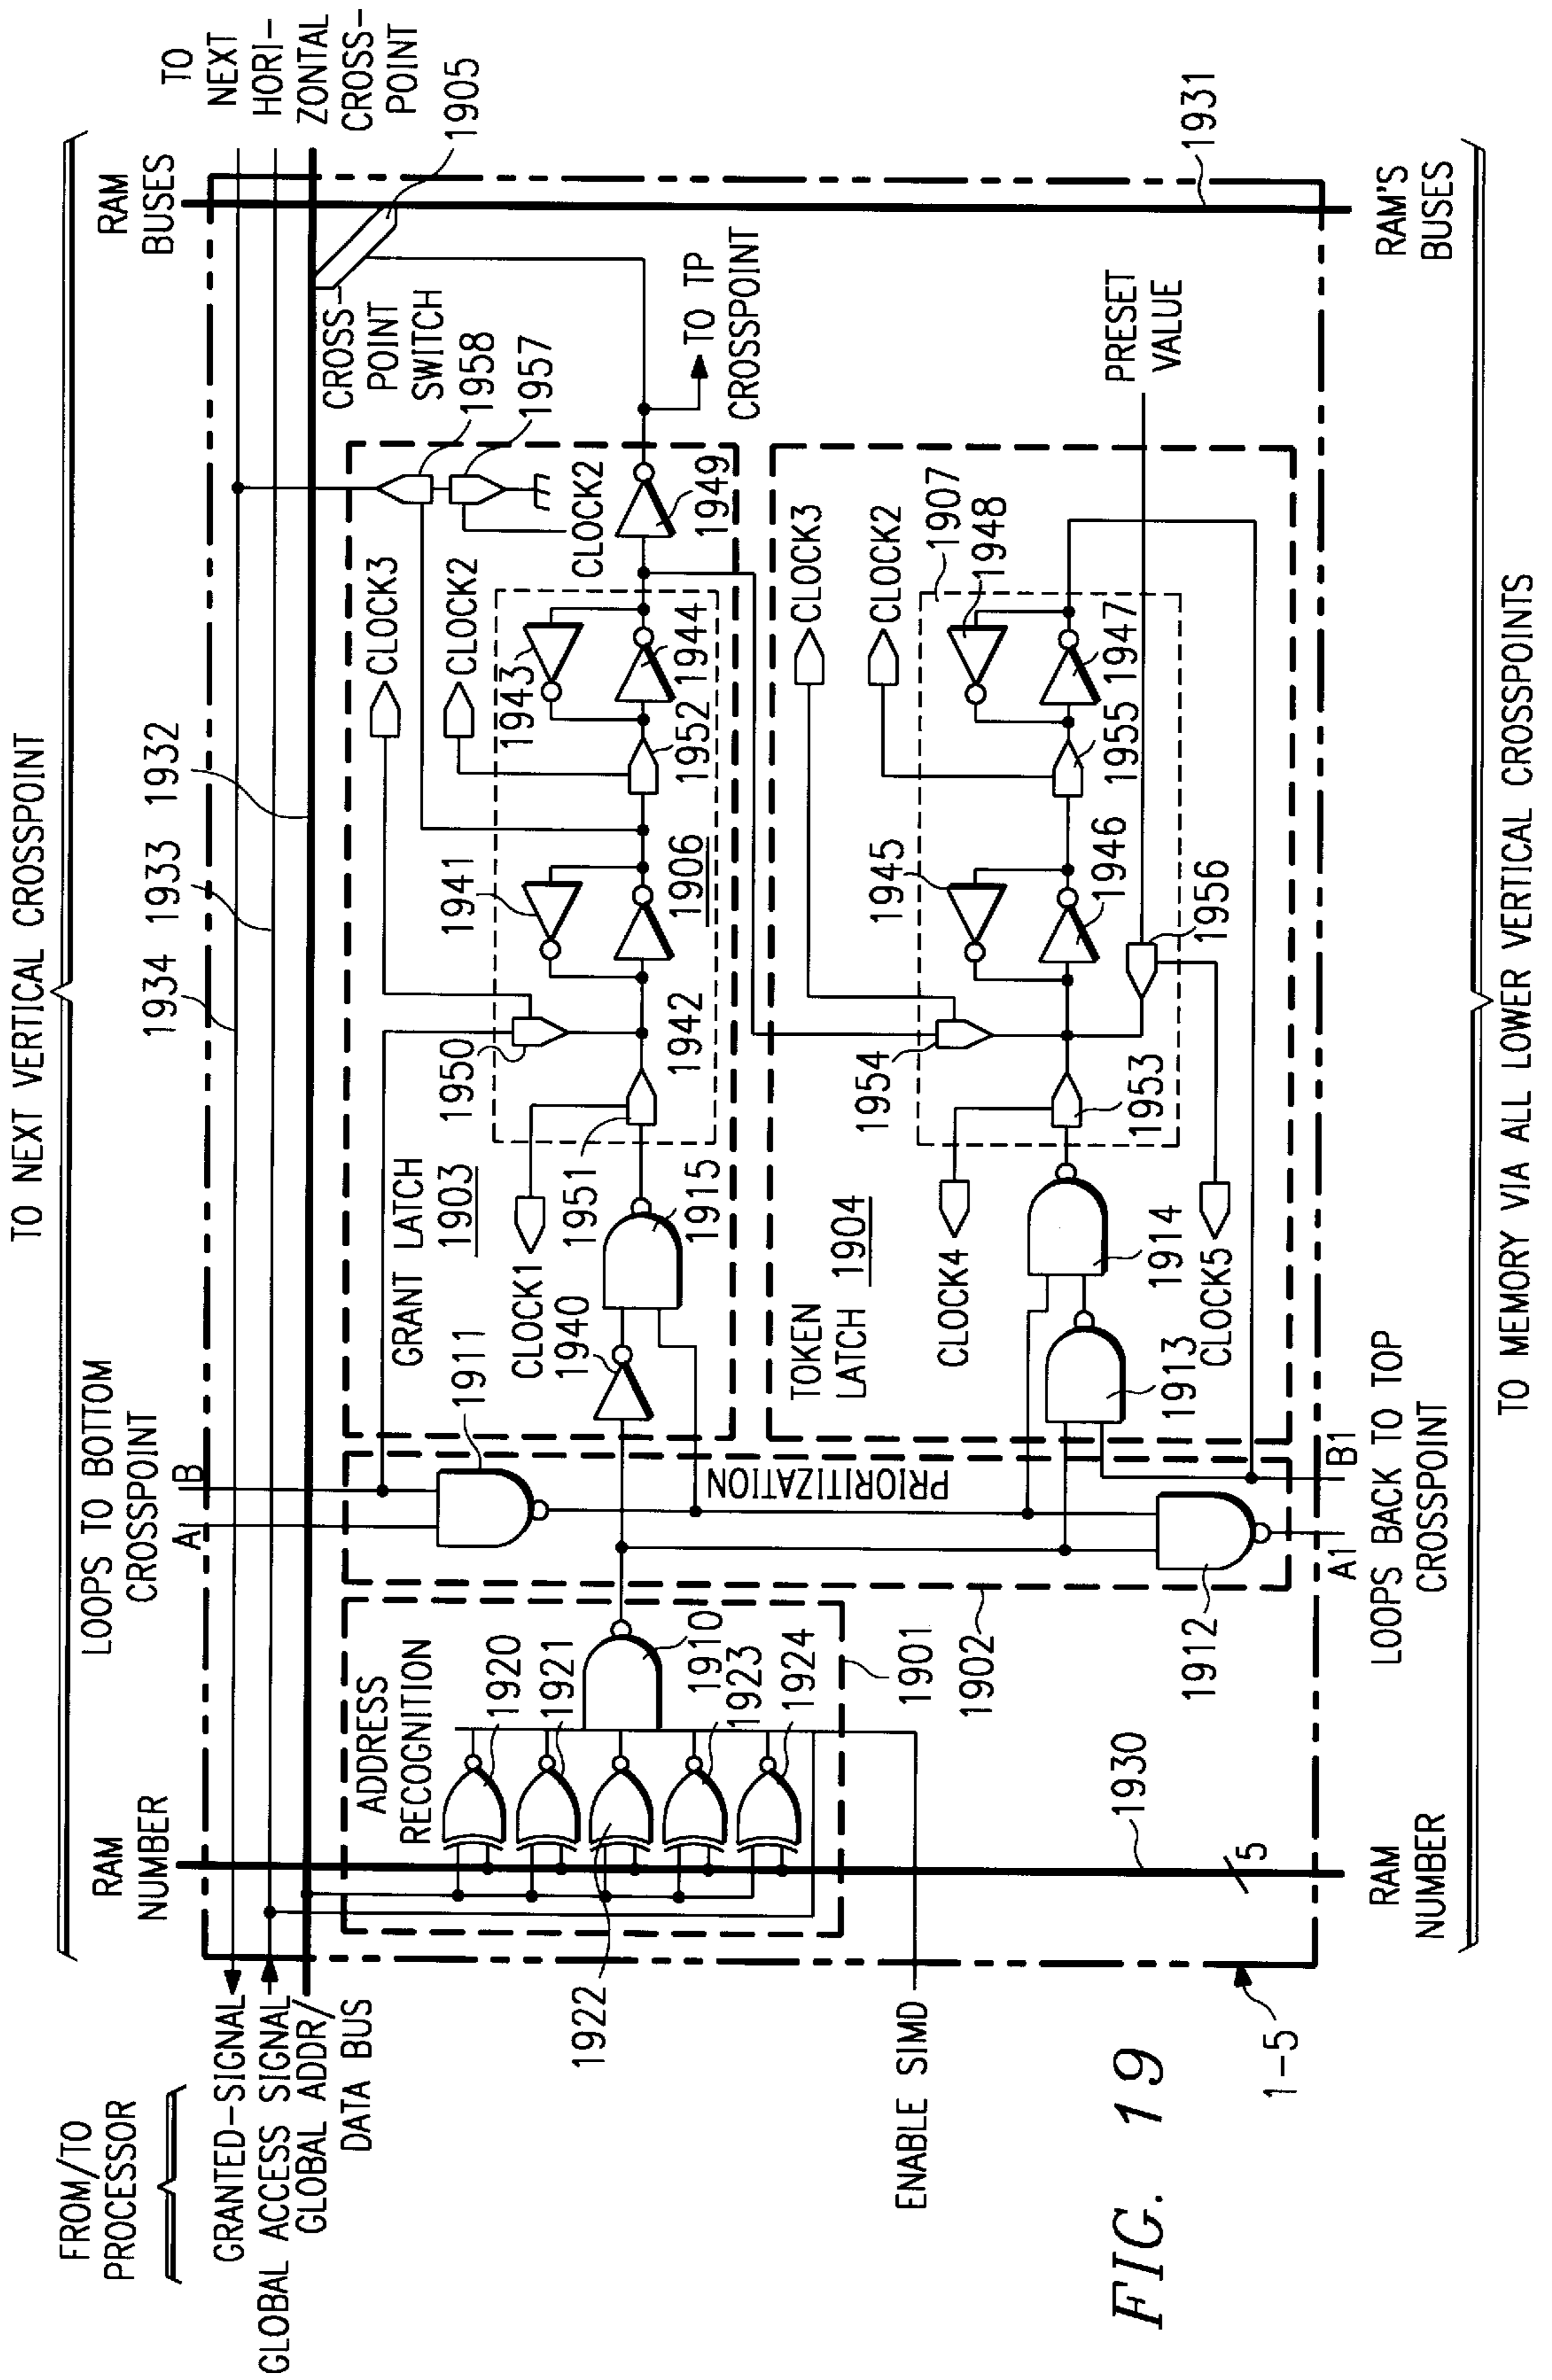 TO NEXT VERTICAL CROSSPOINT
FROM/TO
PROCESSOR
GRANTED-SIGNAL
GLOBAL ACCESS SIGNAL
GLOBAL ADDR/
DATA BUS
RAM
NUMBER
LOOPS TO BOTTOM
CROSSPOINT
A
B
1934
1933
1932
RAM
BUSES
TO
NEXT
HORI-
ZONTAL
CROSS-
POINT
1905
CROSS-
POINT
SWITCH
1958
1957
ADDRESS
RECOGNITION
1920
1921
1910
1923
1924
1922
1901
1902
1911
PRIORITIZATION
GRANT LATCH
1903
CLOCK1
1940
1915
1951
1950
1942
1941
1906
CLOCK3
CLOCK2
1943
1952
1944
CLOCK2
1949
TO TP
CROSSPOINT
TOKEN
LATCH 1904
CLOCK4
1913
CLOCK5
1914
1954
1953
1945
1946
1956
CLOCK3
CLOCK2
1955
1947
1907
1948
PRESET
VALUE
1931
ENABLE SIMD
1930
5
1912
A1
B1
RAM
NUMBER
LOOPS BACK TO TOP
CROSSPOINT
RAM'S
BUSES
1-5
TO MEMORY VIA ALL LOWER VERTICAL CROSSPOINTS
FIG. 19